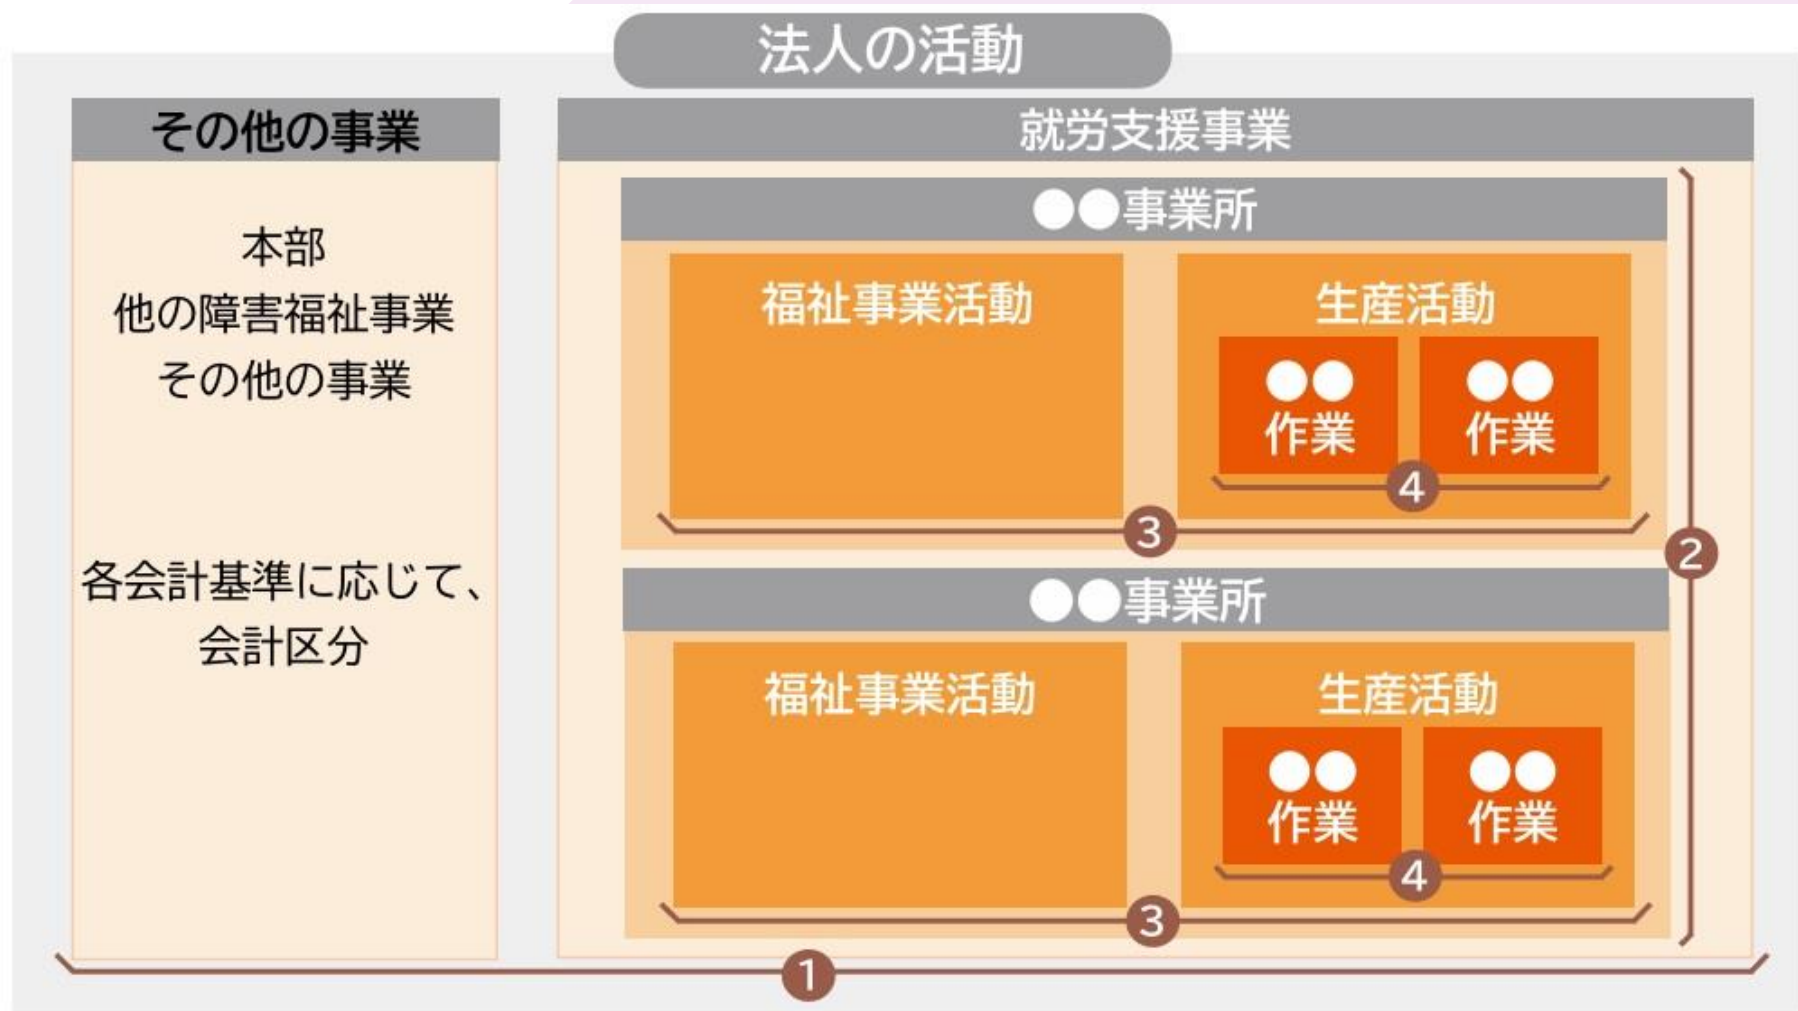 法人の活動
その他の事業
本部
他の障害福祉事業
その他の事業
各会計基準に応じて、
会計区分
就労支援事業
●●事業所
福祉事業活動
生産活動
●●
作業
●●
作業
4
3
●●事業所
福祉事業活動
生産活動
●●
作業
●●
作業
4
3
2
1